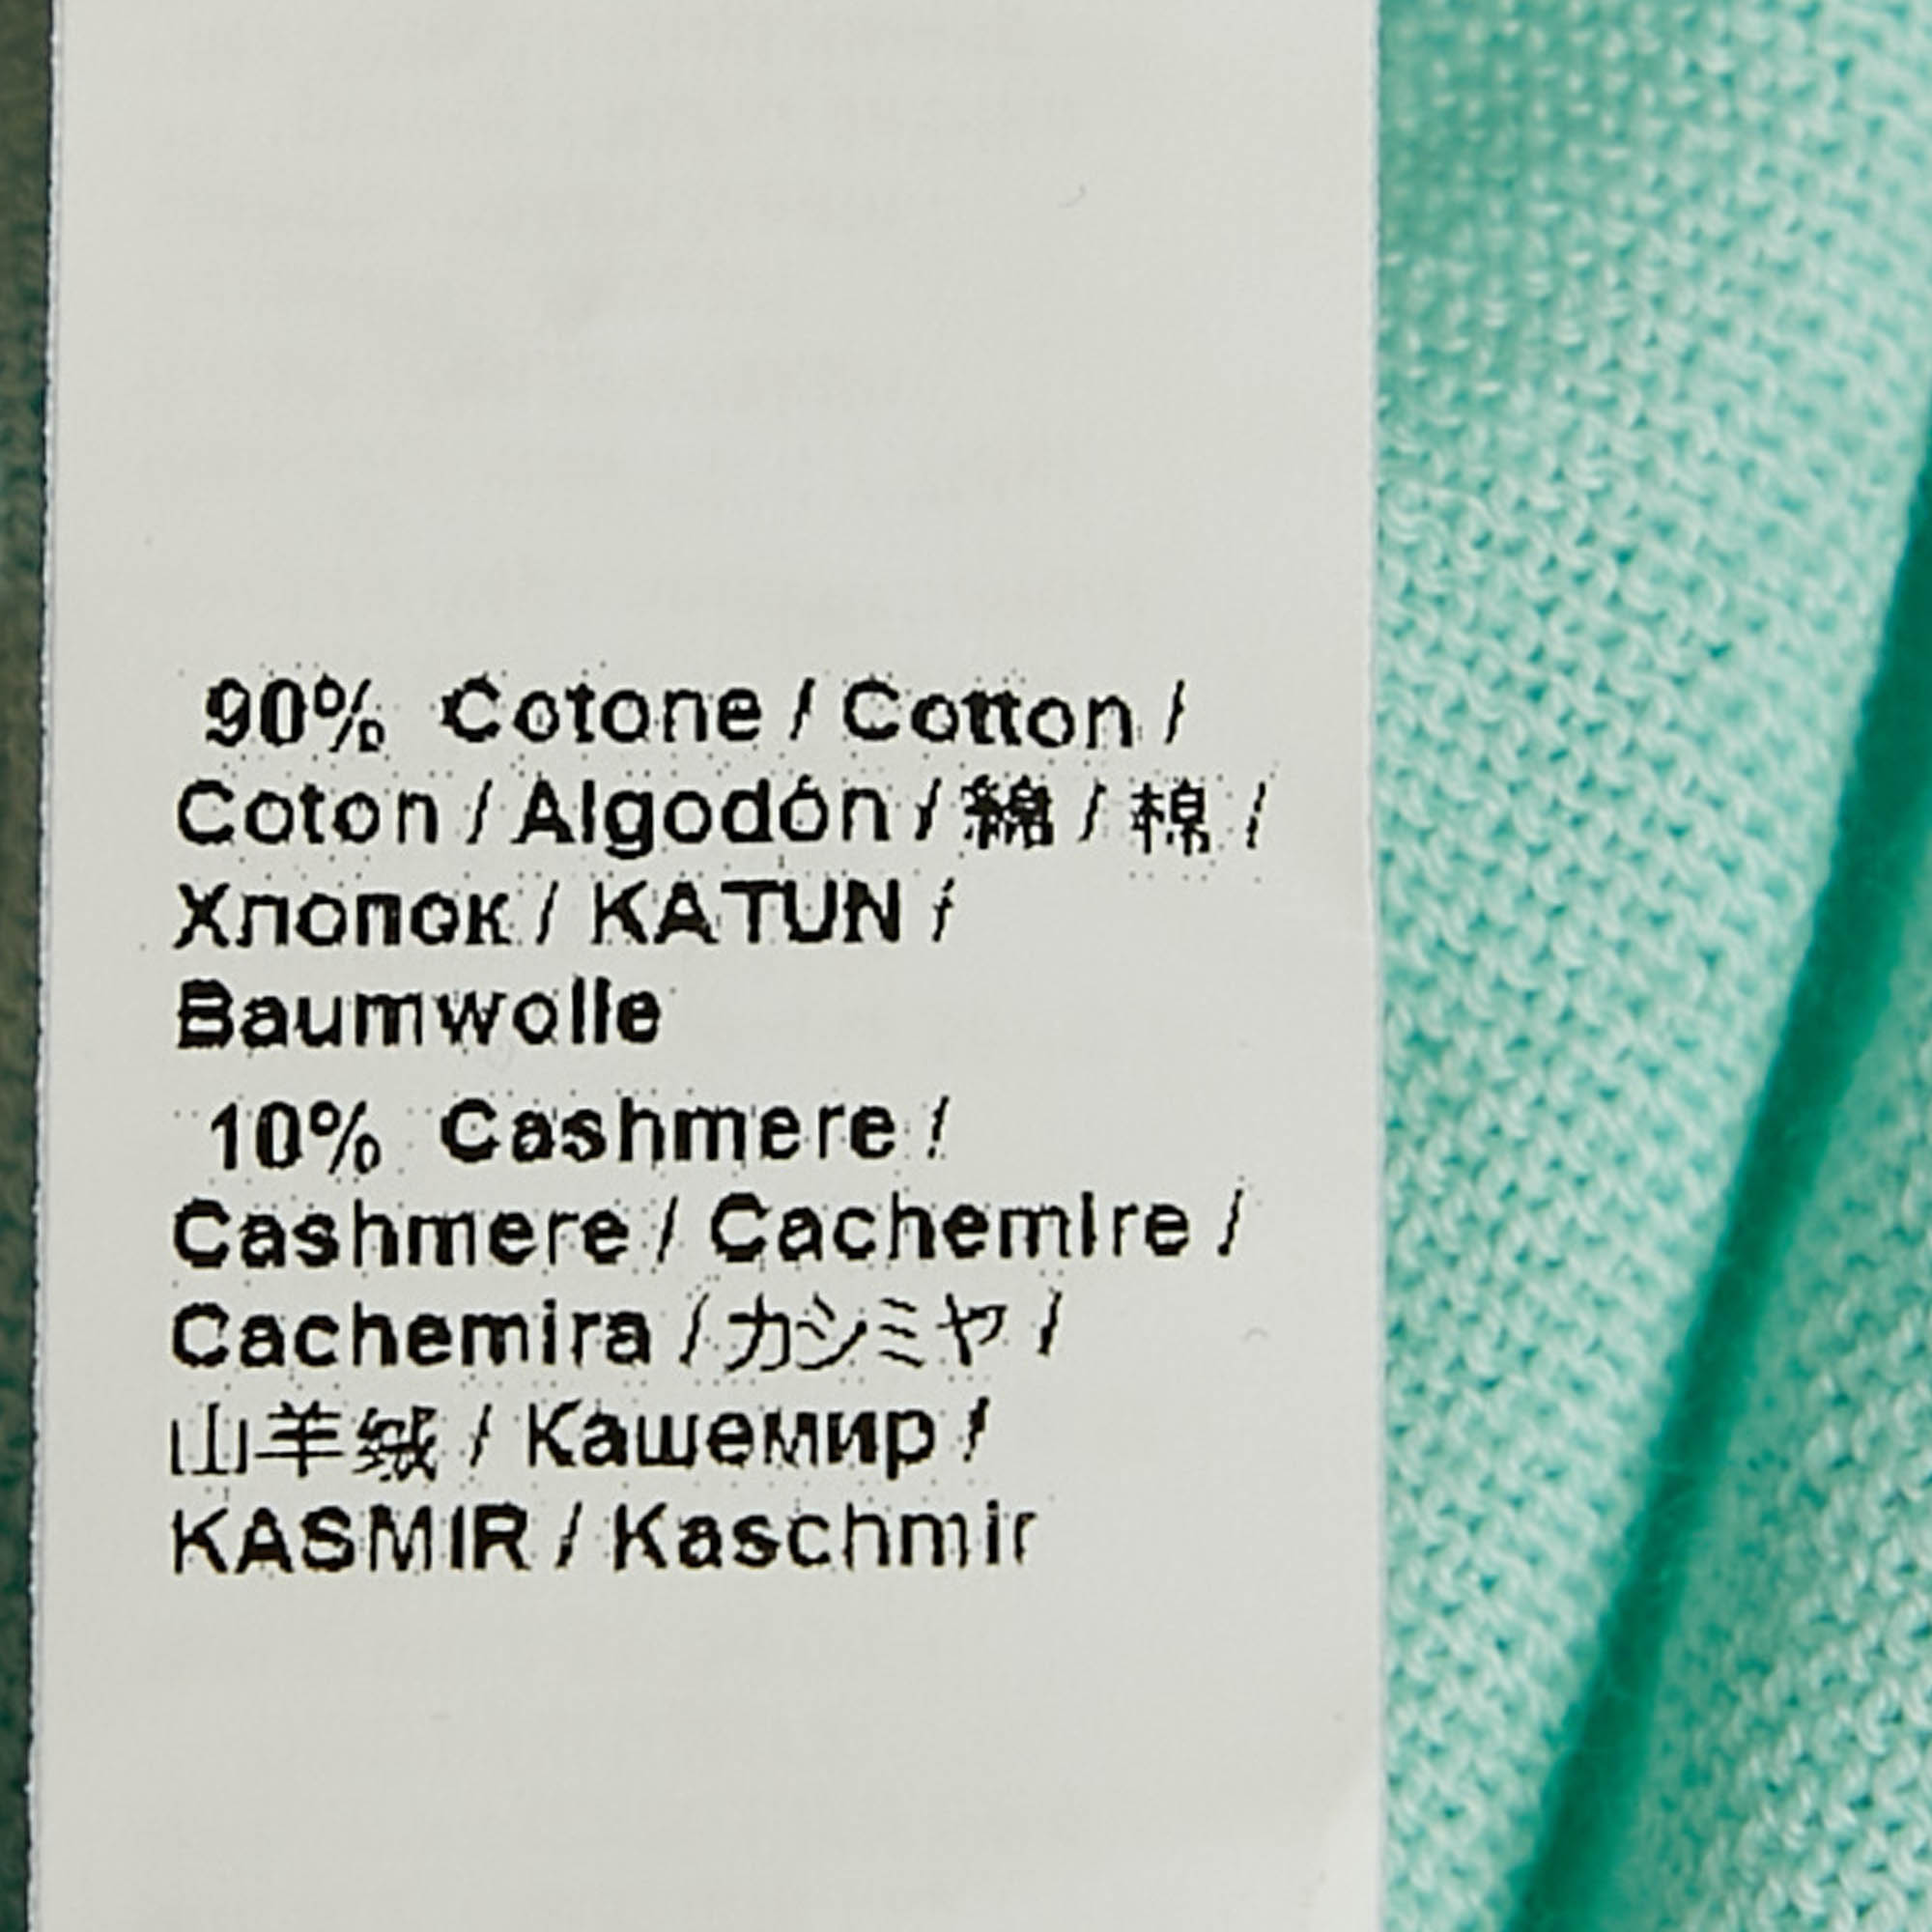 90% Cotone / Cotton /
Coton / Algodón / 綿 / 棉 /
Хлопок / KATUN /
Baumwolle
10% Cashmere /
Cashmere / Cachemire /
Cachemira / カシミヤ /
山羊绒 / Кашемир /
KASMIR / Kaschmir